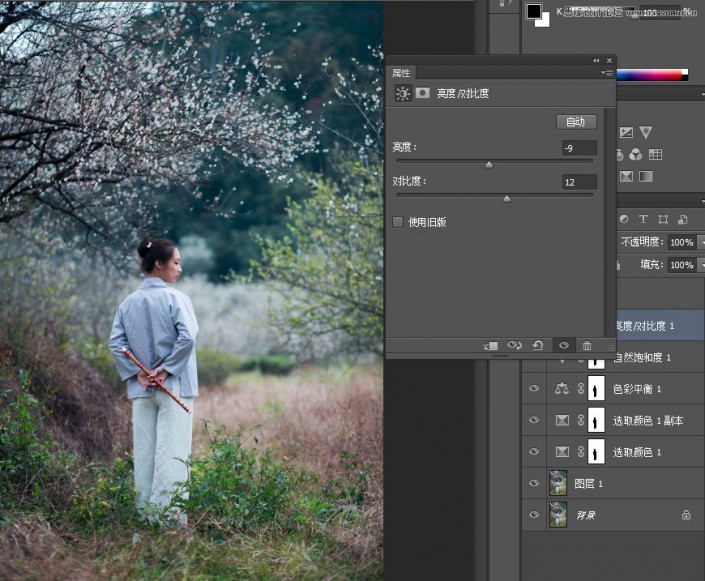 K
%
属性
亮度/对比度
自动
亮度：
-9
对比度：
12
使用旧版
不透明度：
100%
填充：
100%
亮度/对比度 1
自然饱和度 1
色彩平衡 1
选取颜色 1 副本
选取颜色 1
图层 1
背景